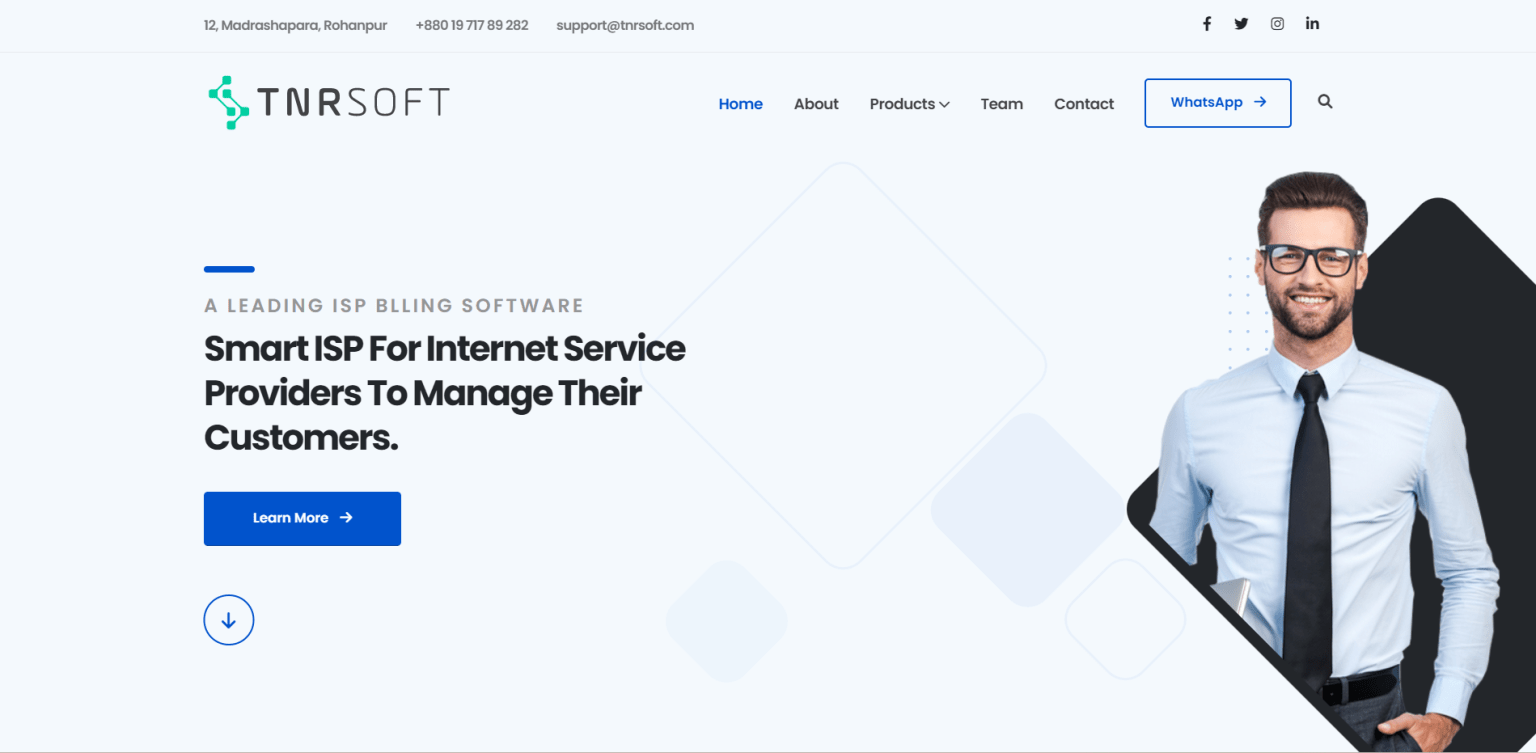 12, Madrashapara, Rohanpur +880 19 717 89 282 support@tnrsoft.com
TNRSOFT
Home About Products Team Contact WhatsApp
A LEADING ISP BLLING SOFTWARE
Smart ISP For Internet Service
Providers To Manage Their
Customers.
Learn More